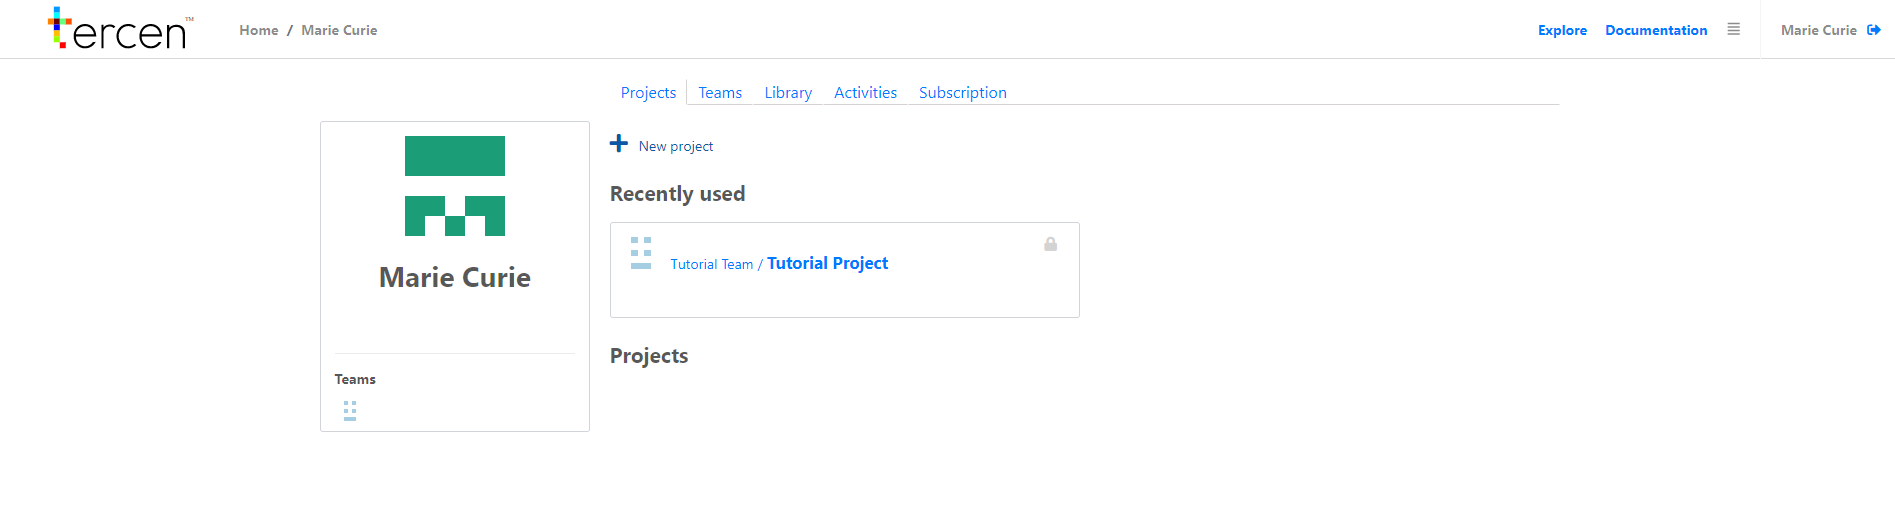 tercen™
Home / Marie Curie
Explore Documentation
Marie Curie
Projects Teams Library Activities Subscription
Marie Curie
Teams
New project
Recently used
Tutorial Team / Tutorial Project
Projects